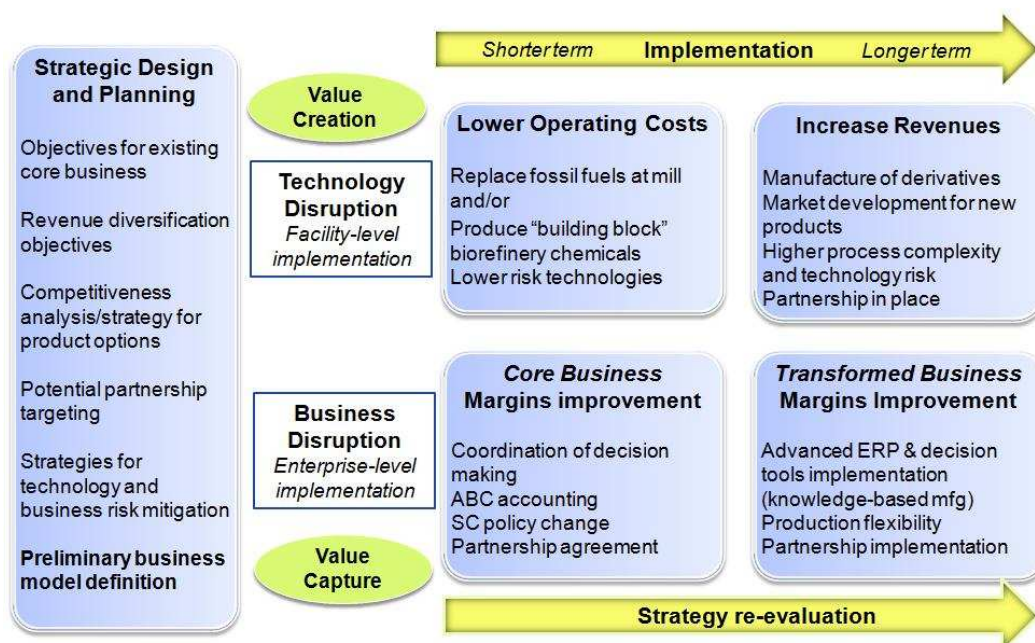 Strategic Design
and Planning
Objectives for existing
core business
Revenue diversification
objectives
Competitiveness
analysis/strategy for
product options
Potential partnership
targeting
Strategies for
technology and
business risk mitigation
Preliminary business
model definition
Shorter term Implementation Longer term
Value
Creation
Technology
Disruption
Facility-level
implementation
Lower Operating Costs
Replace fossil fuels at mill
and/or
Produce “building block”
biorefinery chemicals
Lower risk technologies
Increase Revenues
Manufacture of derivatives
Market development for new
products
Higher process complexity
and technology risk
Partnership in place
Business
Disruption
Enterprise-level
implementation
Value
Capture
Core Business
Margins improvement
Coordination of decision
making
ABC accounting
SC policy change
Partnership agreement
Transformed Business
Margins Improvement
Advanced ERP & decision
tools implementation
(knowledge-based mfg)
Production flexibility
Partnership implementation
Strategy re-evaluation